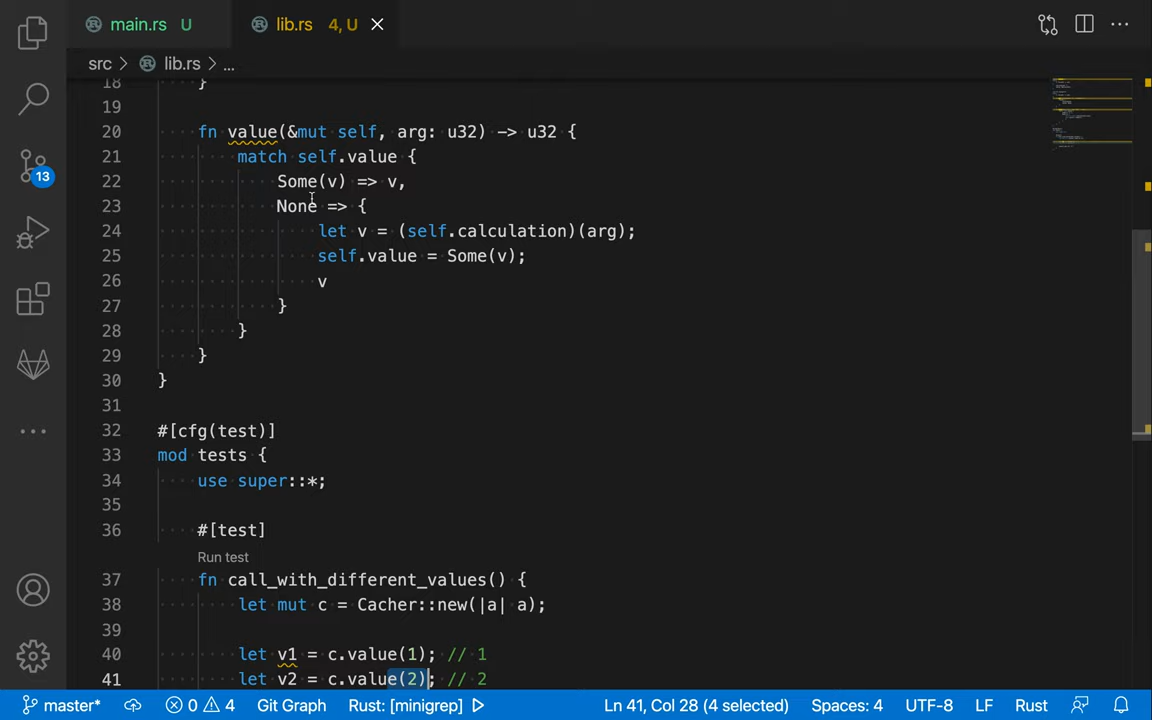 main.rs U lib.rs 4, U
src > lib.rs > ...
18 }
19
20 fn value(&mut self, arg: u32) -> u32 {
21 match self.value {
22 Some(v) => v,
23 None => {
24 let v = (self.calculation)(arg);
25 self.value = Some(v);
26 v
27 }
28 }
29 }
30 }
31
32 #[cfg(test)]
33 mod tests {
34 use super::*;
35
36 #[test]
Run test
37 fn call_with_different_values() {
38 let mut c = Cacher::new(|a| a);
39
40 let v1 = c.value(1); // 1
41 let v2 = c.value(2); // 2
13
master* 0 4 Git Graph Rust: [minigrep] Ln 41, Col 28 (4 selected) Spaces: 4 UTF-8 LF Rust